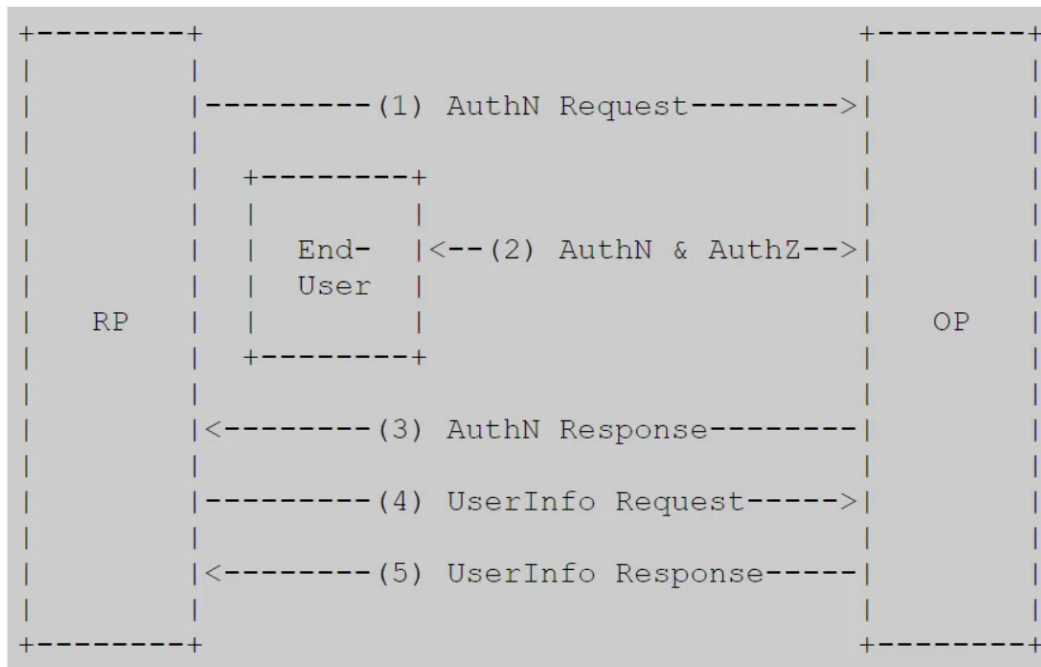 +--------+                                   +--------+
|        |                                   |        |
|        |---------(1) AuthN Request-------->|        |
|        |                                   |        |
|        |  +--------+                       |        |
|        |  |        |                       |        |
|        |  |  End-  |<--(2) AuthN & AuthZ-->|        |
|        |  |  User  |                       |        |
|   RP   |  |        |                       |   OP   |
|        |  +--------+                       |        |
|        |                                   |        |
|        |<--------(3) AuthN Response--------|        |
|        |                                   |        |
|        |---------(4) UserInfo Request----->|        |
|        |                                   |        |
|        |<--------(5) UserInfo Response-----|        |
|        |                                   |        |
+--------+                                   +--------+